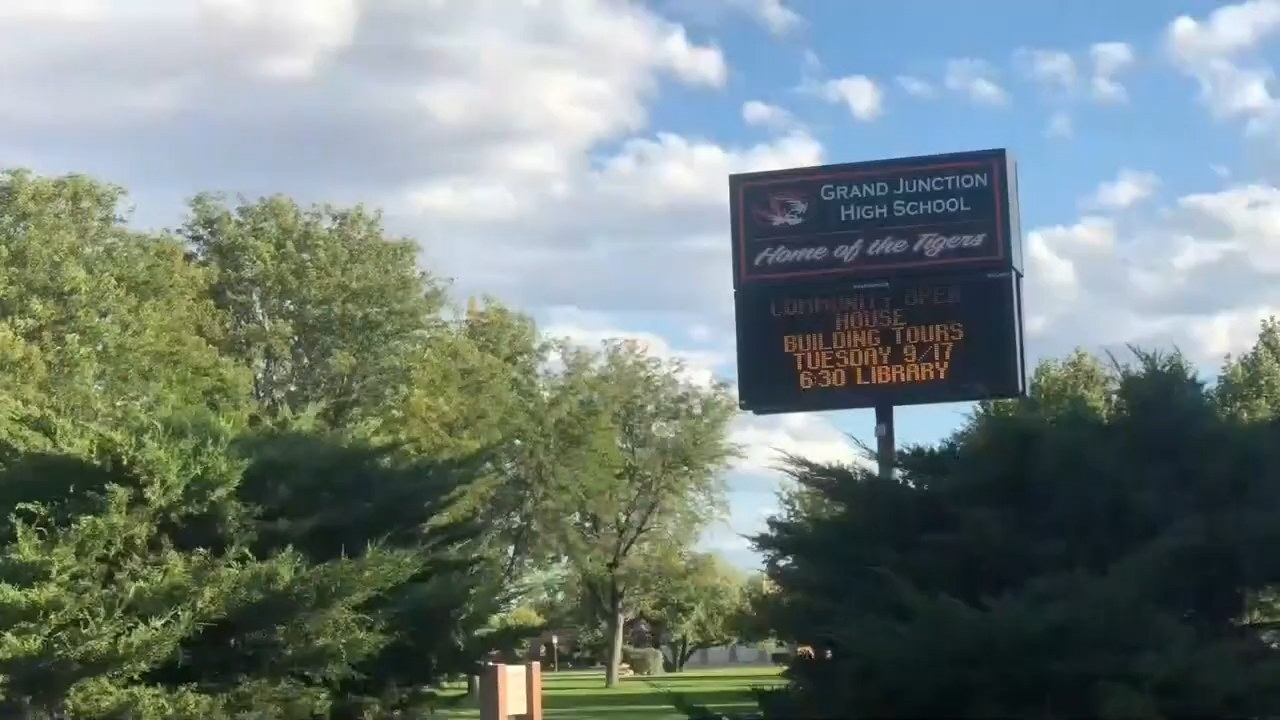 GRAND JUNCTION
HIGH SCHOOL
Home of the Tigers
COMMUNITY OPEN
HOUSE
BUILDING TOURS
TUESDAY 9/17
6:30 LIBRARY